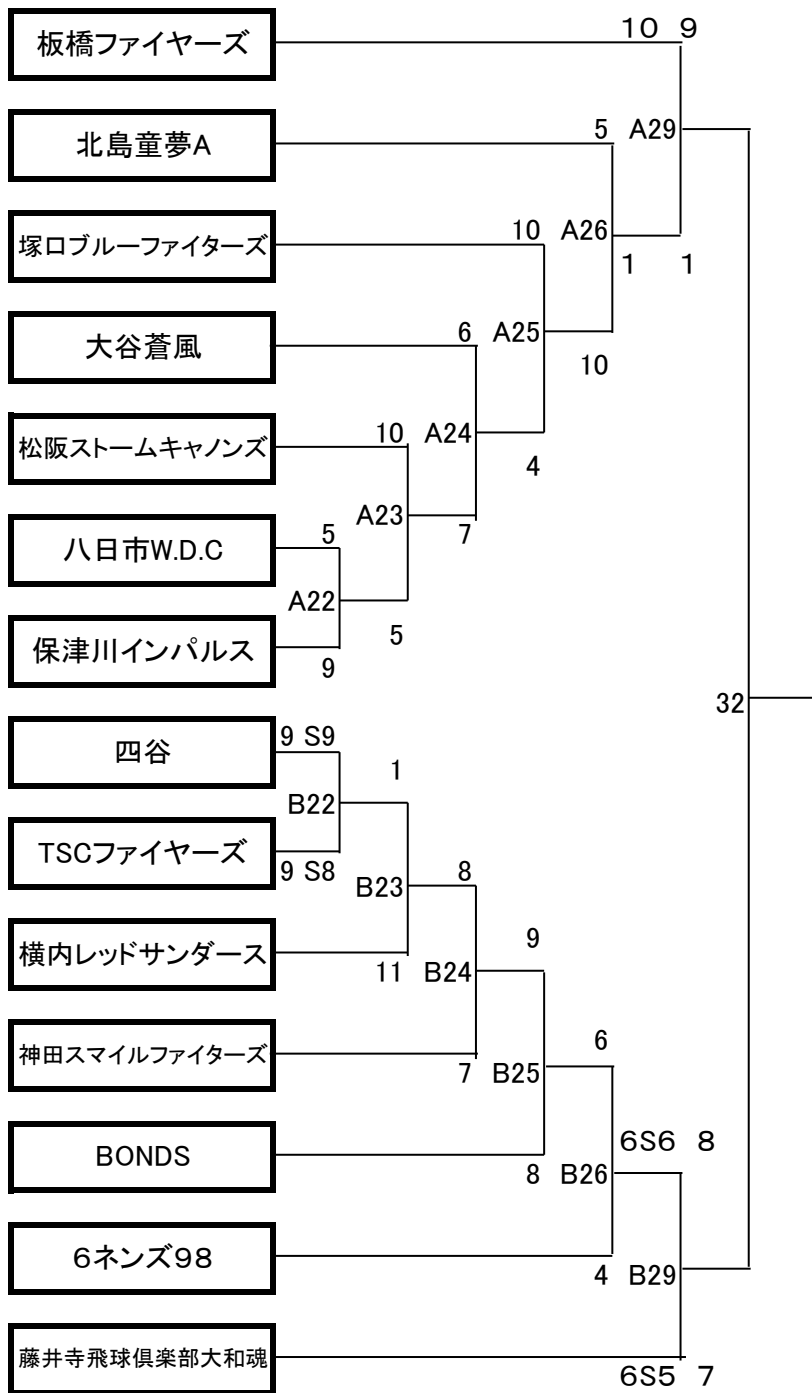 10 9
板橋ファイヤーズ
5 A29
北島童夢A
10 A26
塚口ブルーファイターズ
1 1
6 A25
大谷蒼風
10
10 A24
松阪ストームキャノンズ
4
A23
5 7
八日市W.D.C
A22
5
保津川インパルス
9
32
9 S9
四谷
1
B22
TSCファイヤーズ
9 S8
B23 8
9
横内レッドサンダース
11 B24
6
神田スマイルファイターズ
7 B25
6S6 8
BONDS
8 B26
6ネンズ98
4 B29
藤井寺飛球倶楽部大和魂
6S5 7